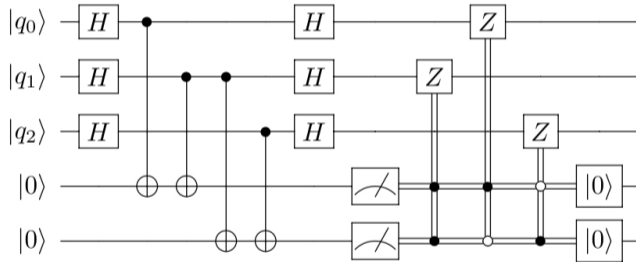 |q₀⟩ H H Z
|q₁⟩ H H Z
|q₂⟩ H H Z
|0⟩ |0⟩
|0⟩ |0⟩